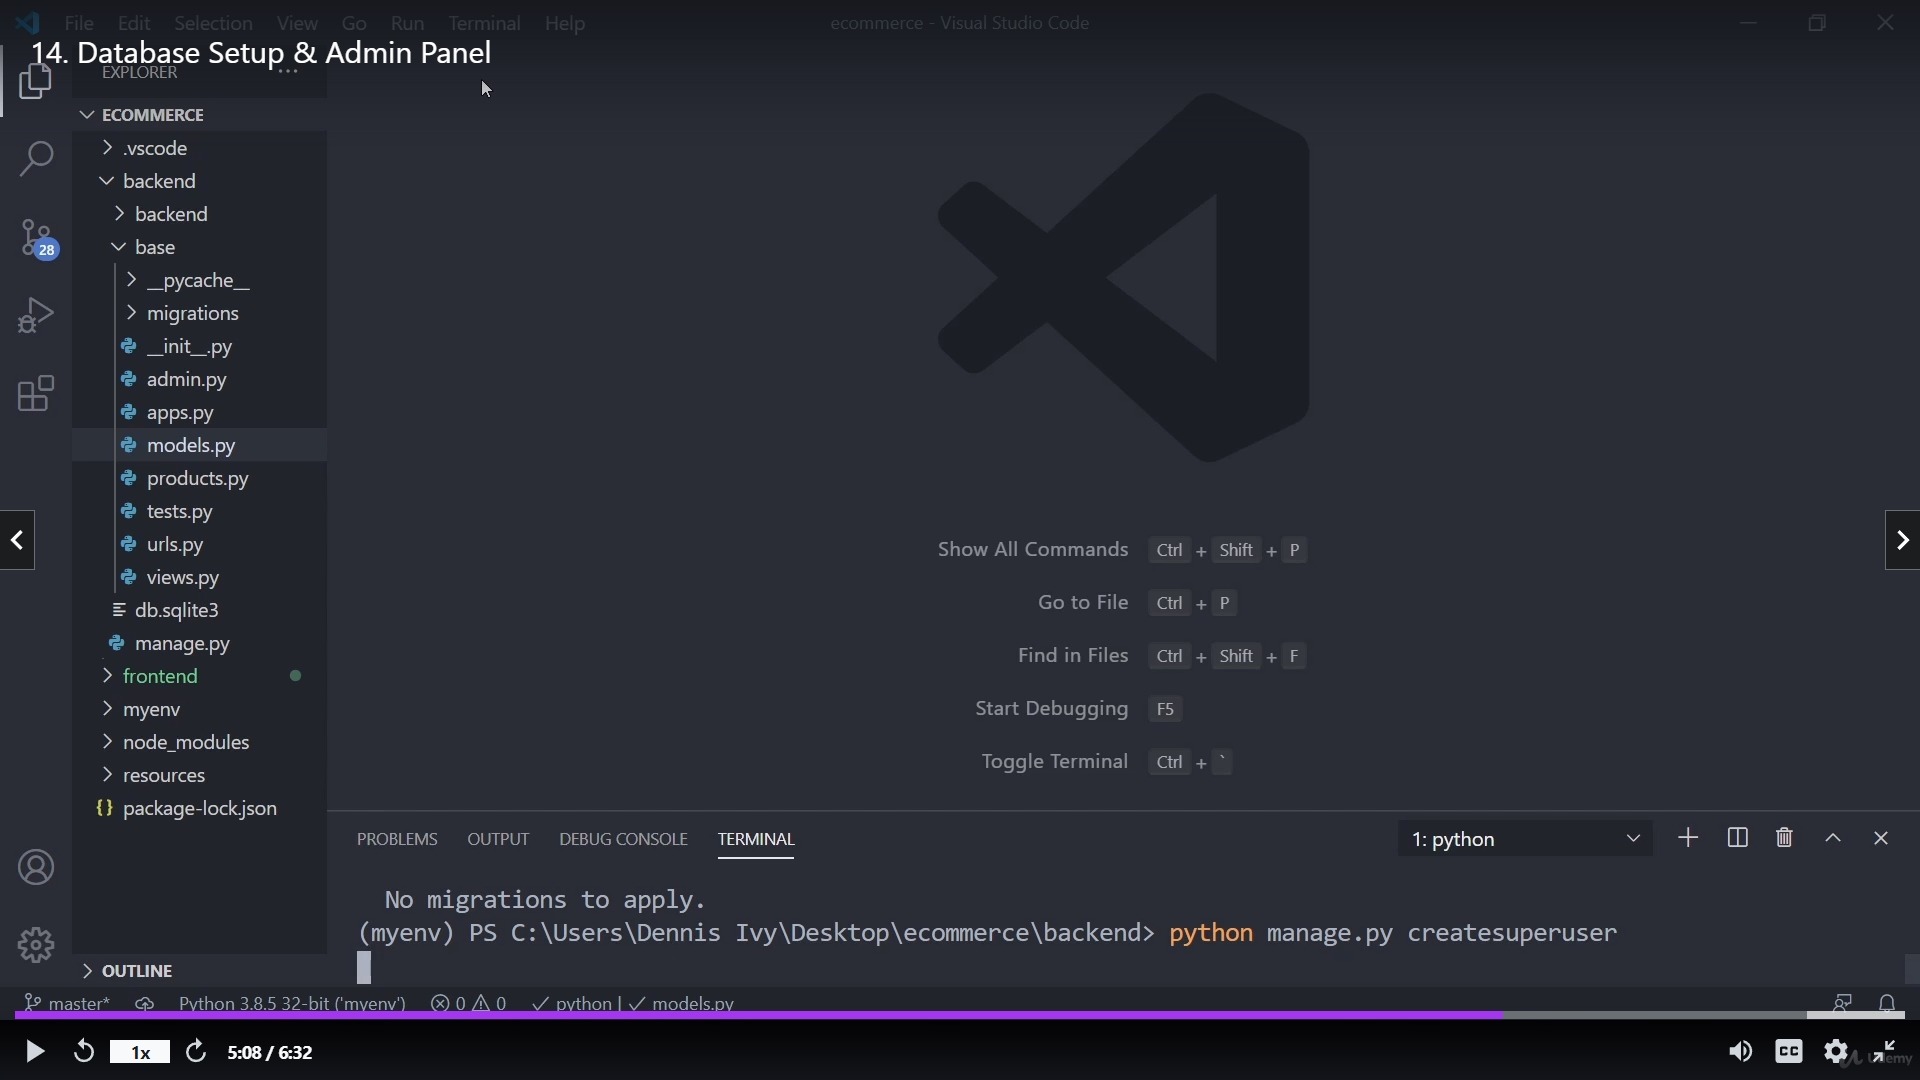 File Edit Selection View Go Run Terminal Help
ecommerce - Visual Studio Code
14. Database Setup & Admin Panel
EXPLORER
ECOMMERCE
.vscode
backend
backend
base
__pycache__
migrations
__init__.py
admin.py
apps.py
models.py
products.py
tests.py
urls.py
views.py
db.sqlite3
manage.py
frontend
myenv
node_modules
resources
package-lock.json
OUTLINE
28
Show All Commands Ctrl + Shift + P
Go to File Ctrl + P
Find in Files Ctrl + Shift + F
Start Debugging F5
Toggle Terminal Ctrl + `
PROBLEMS OUTPUT DEBUG CONSOLE TERMINAL
1: python
No migrations to apply.
(myenv) PS C:\Users\Dennis Ivy\Desktop\ecommerce\backend> python manage.py createsuperuser
master* Python 3.8.5 32-bit ('myenv') 0 0 python | models.py
1x 5:08 / 6:32
CC
Udemy